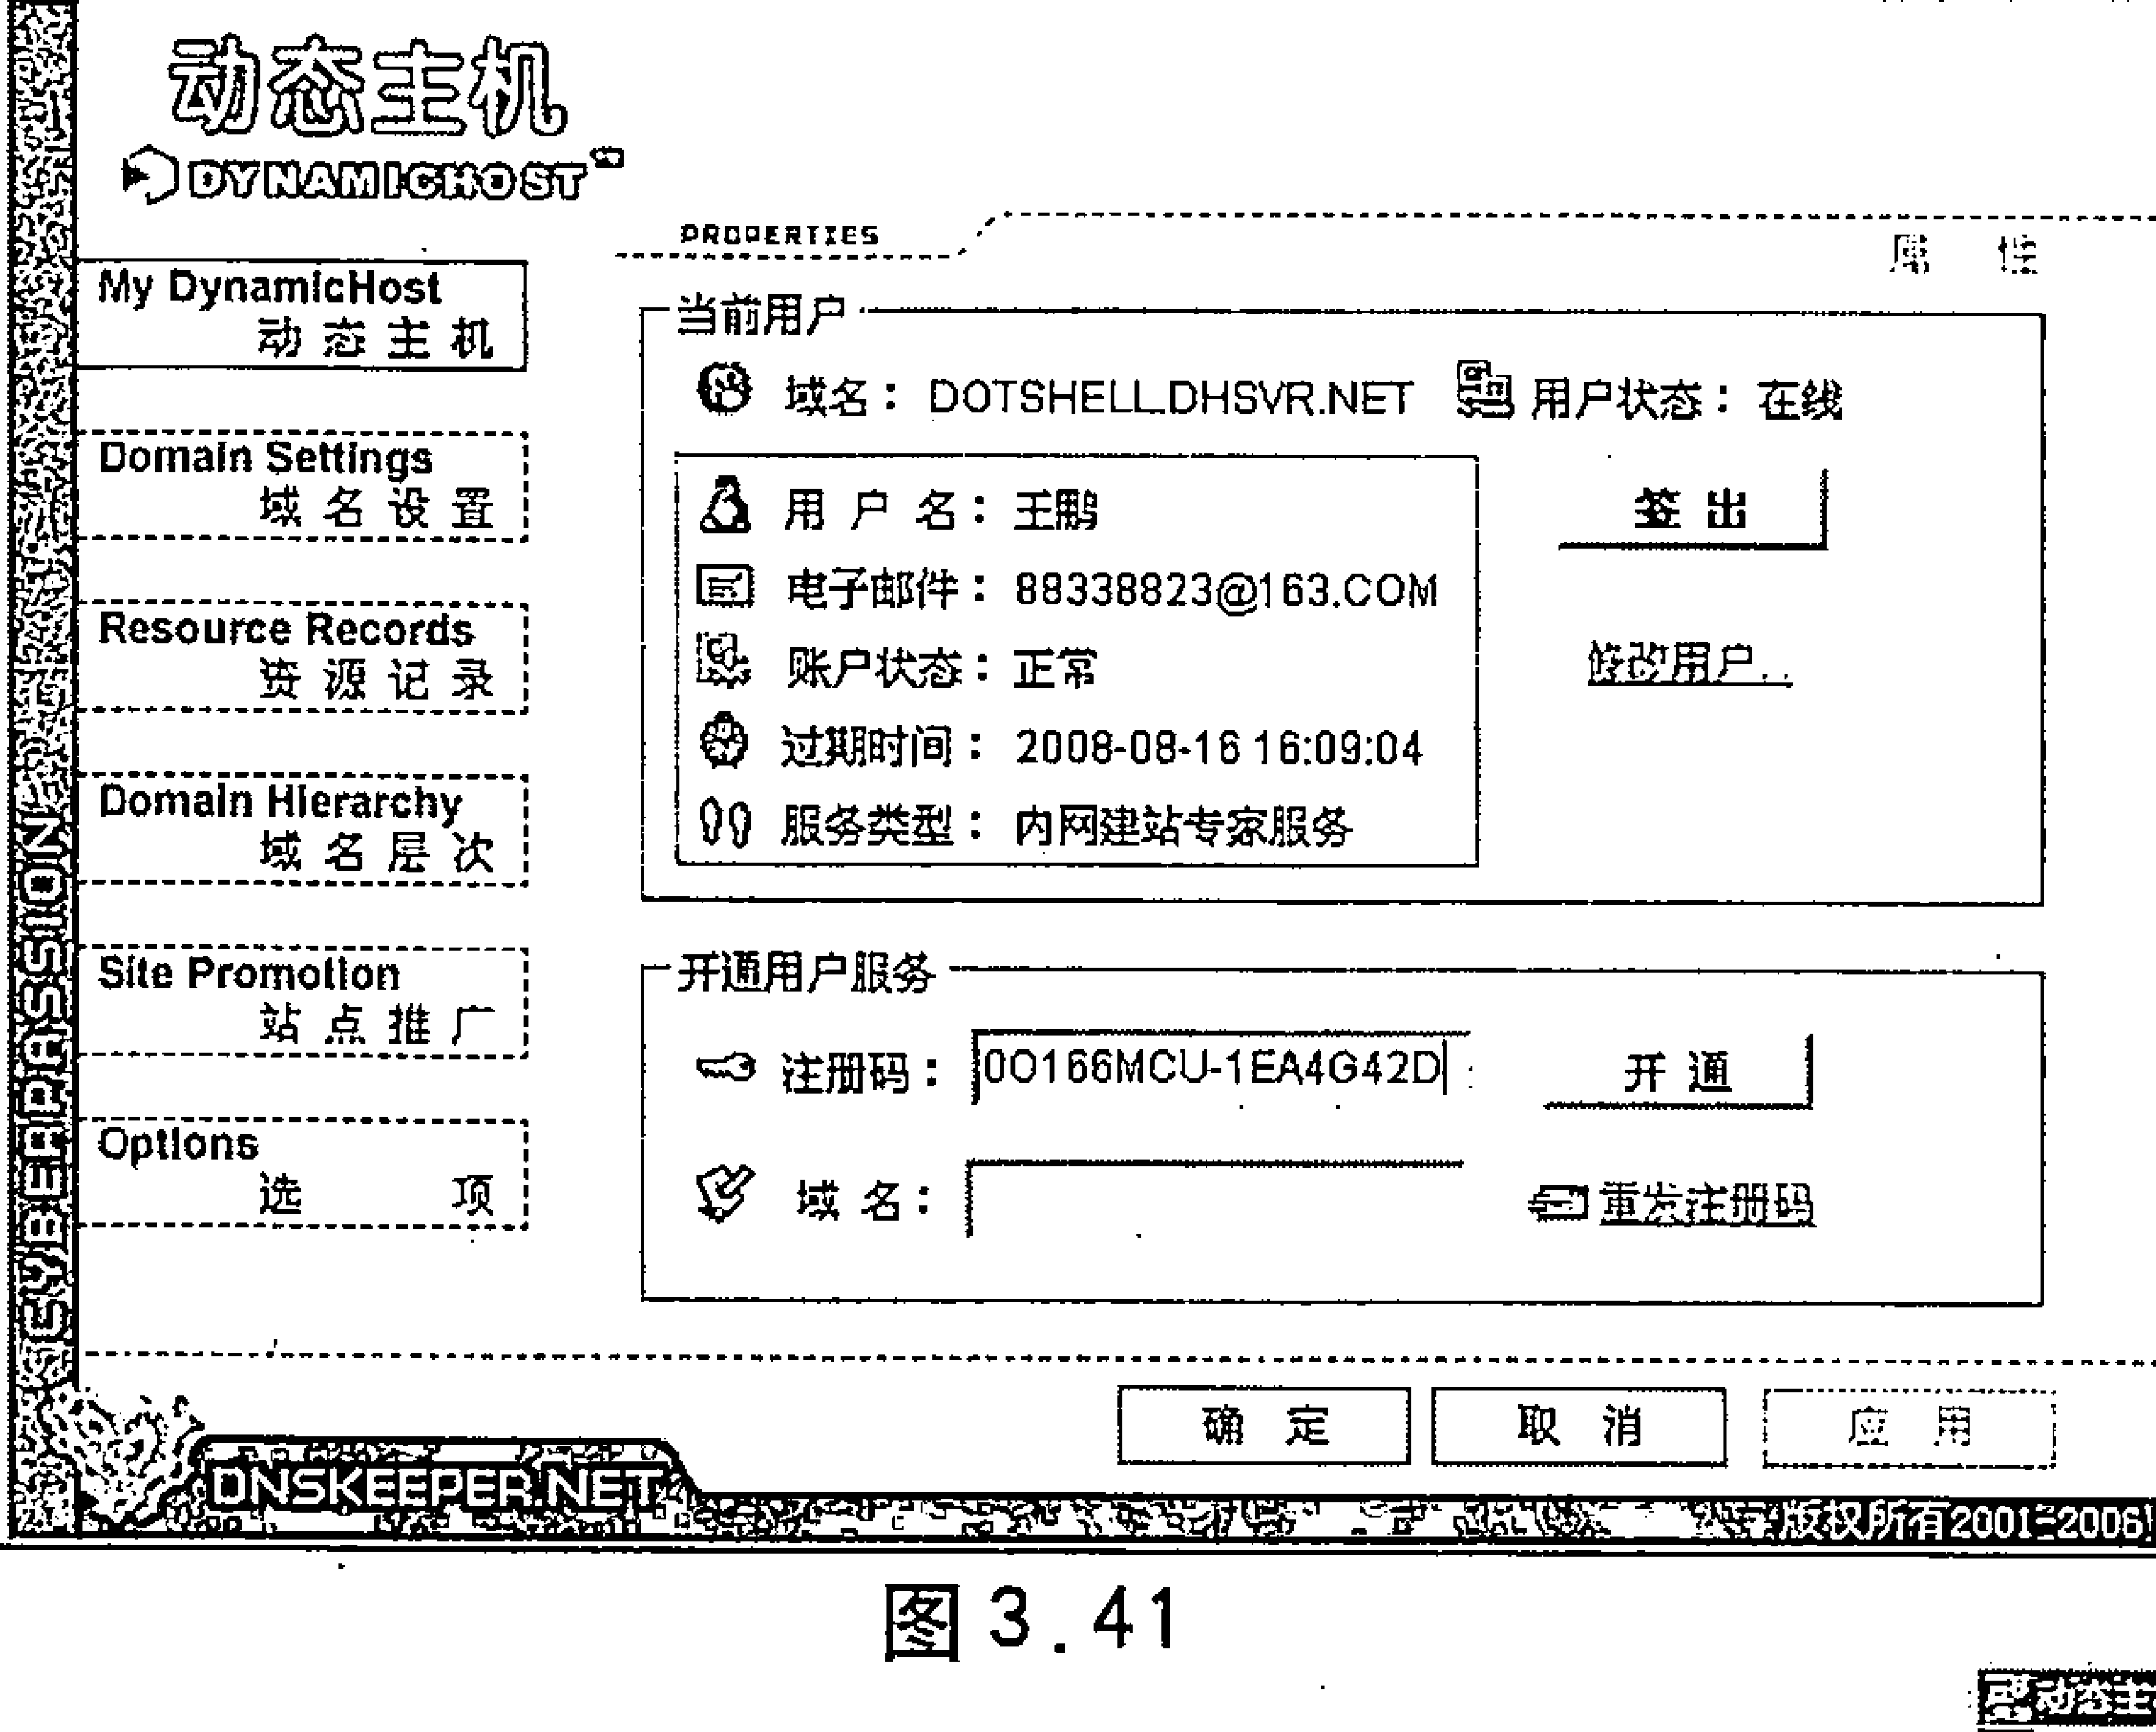 动态主机
DYNAMICHOST
PROPERTIES
属 性
My DynamicHost
动态主机
Domain Settings
域名设置
Resource Records
资源记录
Domain Hierarchy
域名层次
Site Promotion
站点推广
Options
选 项
CYBERPASSION
当前用户
域名： DOTSHELL.DHSVR.NET 用户状态：在线
用户名：王鹏
签出
电子邮件：88338823@163.COM
账户状态：正常
修改用户..
过期时间：2008-08-16 16:09:04
服务类型：内网建站专家服务
开通用户服务
注册码：0O166MCU-1EA4G42D 开通
域名： 重发注册码
确定 取消 应用
DNSKEEPER.NET
版权所有2001-2006
图 3.41
动态主